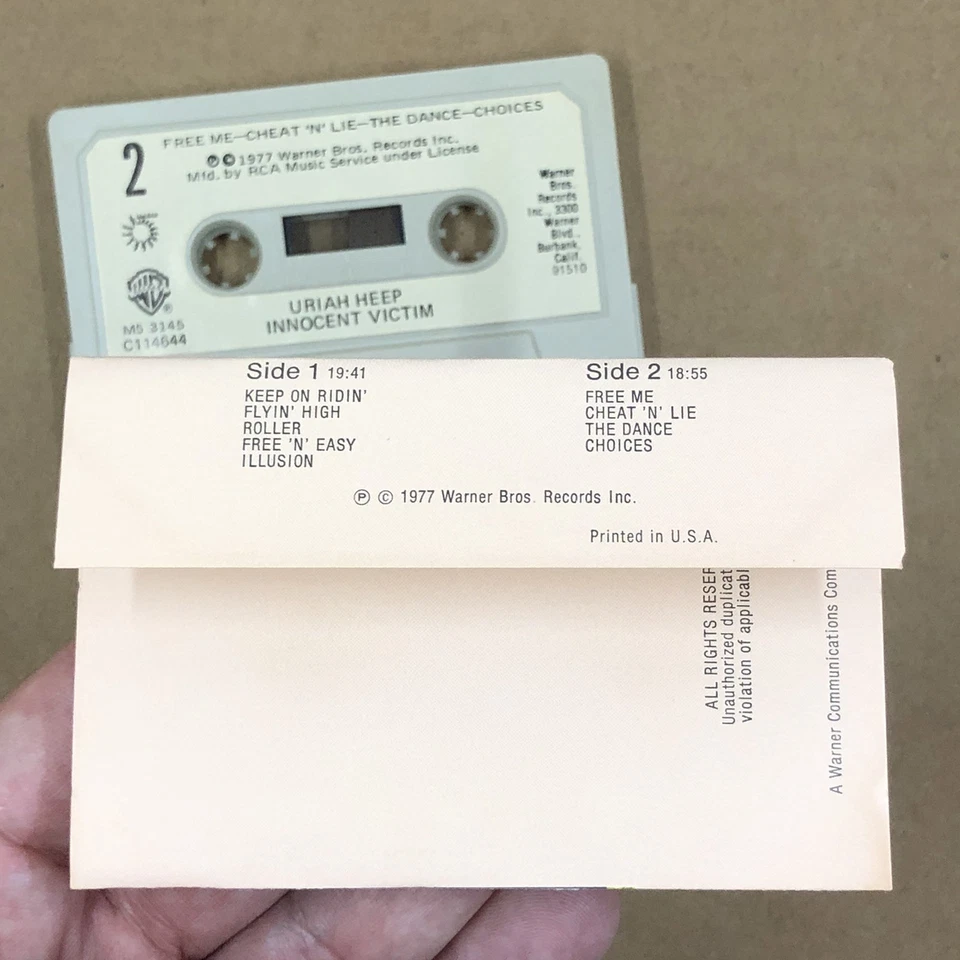 2
FREE ME—CHEAT 'N' LIE—THE DANCE—CHOICES
Ⓟ © 1977 Warner Bros. Records Inc.
Mfd. by RCA Music Service under License
Warner
Bros.
Records
Inc., 3300
Warner
Blvd.,
Burbank,
Calif.
91510
M5 3145
C114644
URIAH HEEP
INNOCENT VICTIM
Side 1 19:41
KEEP ON RIDIN'
FLYIN' HIGH
ROLLER
FREE 'N' EASY
ILLUSION
Side 2 18:55
FREE ME
CHEAT 'N' LIE
THE DANCE
CHOICES
Ⓟ © 1977 Warner Bros. Records Inc.
Printed in U.S.A.
ALL RIGHTS RESER
Unauthorized duplicat
violation of applicabl
A Warner Communications Com